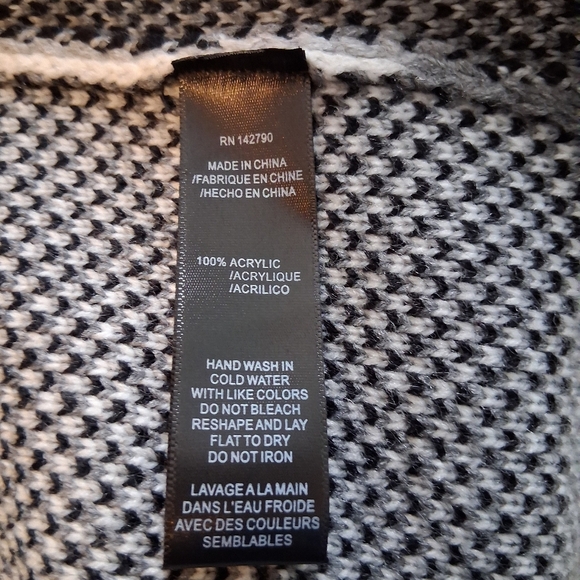 RN 142790
MADE IN CHINA
/FABRIQUE EN CHINE
/HECHO EN CHINA
100% ACRYLIC
/ACRYLIQUE
/ACRILICO
HAND WASH IN
COLD WATER
WITH LIKE COLORS
DO NOT BLEACH
RESHAPE AND LAY
FLAT TO DRY
DO NOT IRON
LAVAGE A LA MAIN
DANS L'EAU FROIDE
AVEC DES COULEURS
SEMBLABLES